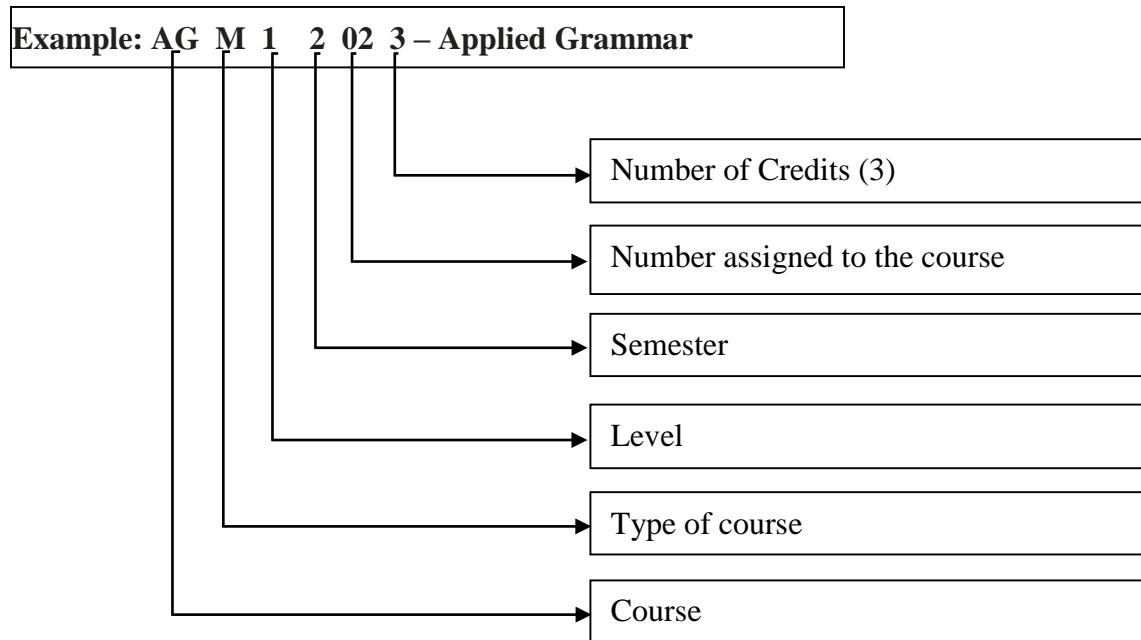 Example: AG M 1 2 02 3 – Applied Grammar
Number of Credits (3)
Number assigned to the course
Semester
Level
Type of course
Course